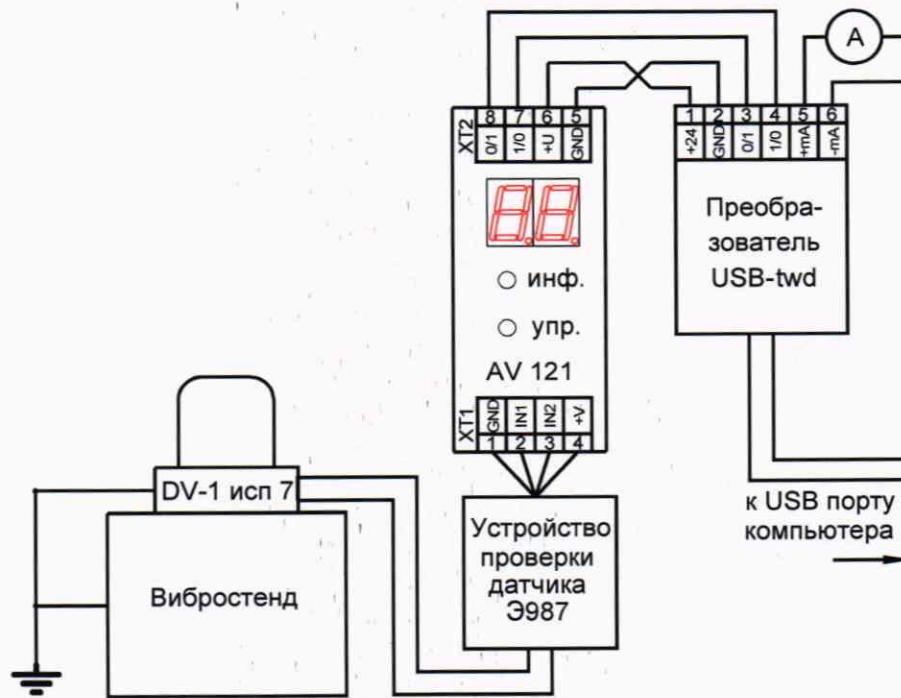 A
XT2
8 7 6 5
0/1 1/0 +U GND
1 2 3 4 5 6
+24 GND 0/1 1/0 +mA -mA
88
инф.
упр.
AV 121
XT1
GND IN1 IN2 +V
1 2 3 4
Преобра-
зователь
USB-twd
DV-1 исп 7
Вибростенд
Устройство
проверки
датчика
Э987
к USB порту
компьютера